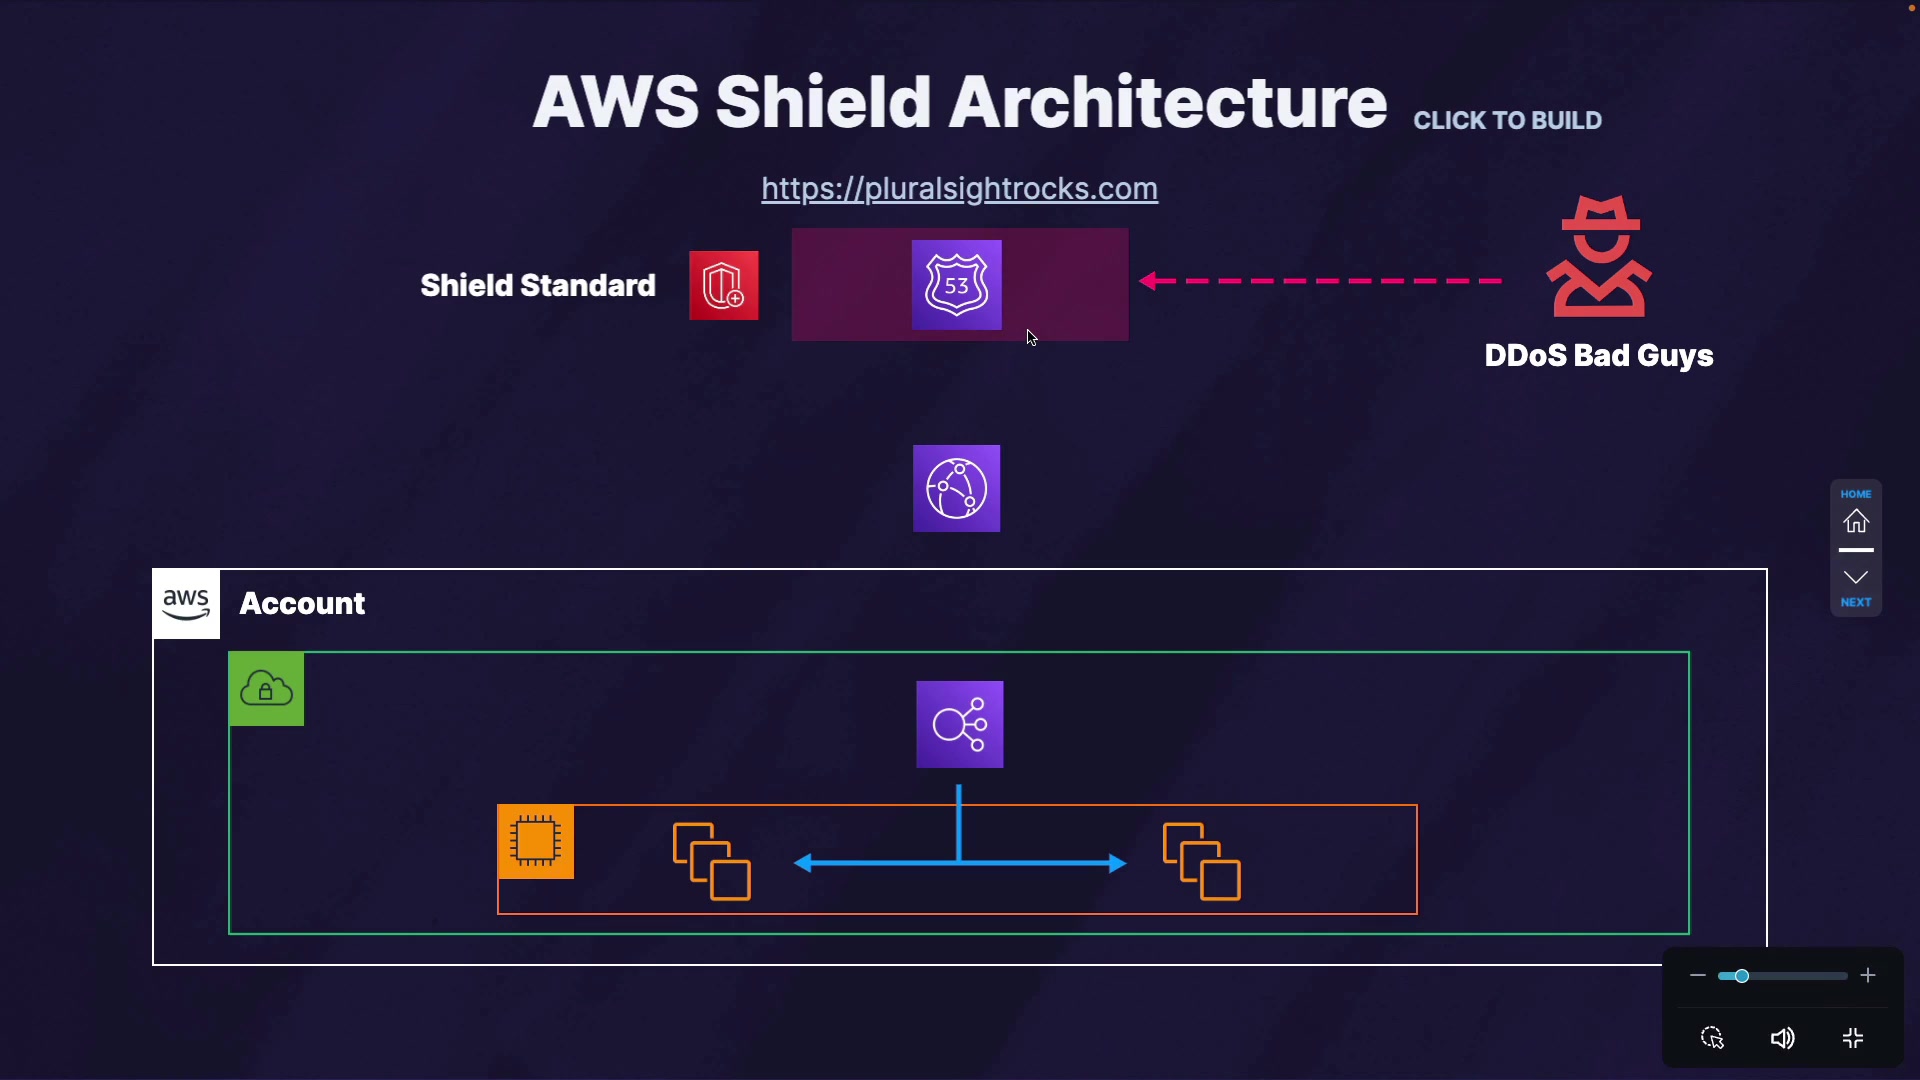 AWS Shield Architecture CLICK TO BUILD
https://pluralsightrocks.com
Shield Standard
53
DDoS Bad Guys
HOME
NEXT
aws Account